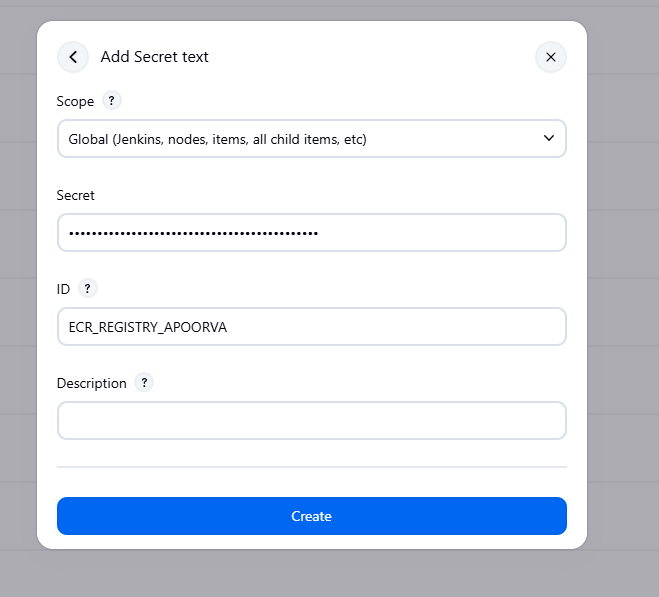 Add Secret text
Scope ?
Global (Jenkins, nodes, items, all child items, etc)
Secret
••••••••••••••••••••••••••••••••••••••••••••
ID ?
ECR_REGISTRY_APOORVA
Description ?
Create